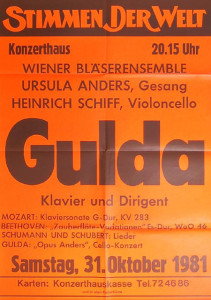 STIMMEN DER WELT
Konzerthaus 20.15 Uhr
WIENER BLÄSERENSEMBLE
URSULA ANDERS, Gesang
HEINRICH SCHIFF, Violoncello
Gulda
Klavier und Dirigent
MOZART: Klaviersonate G-Dur, KV 283
BEETHOVEN: "Zauberflöte-Variationen" Es-Dur, WoO 46
SCHUMANN UND SCHUBERT: Lieder
GULDA: "Opus Anders", Cello-Konzert
Samstag, 31. Oktober 1981
Karten: Konzerthauskasse Tel. 72 46 86